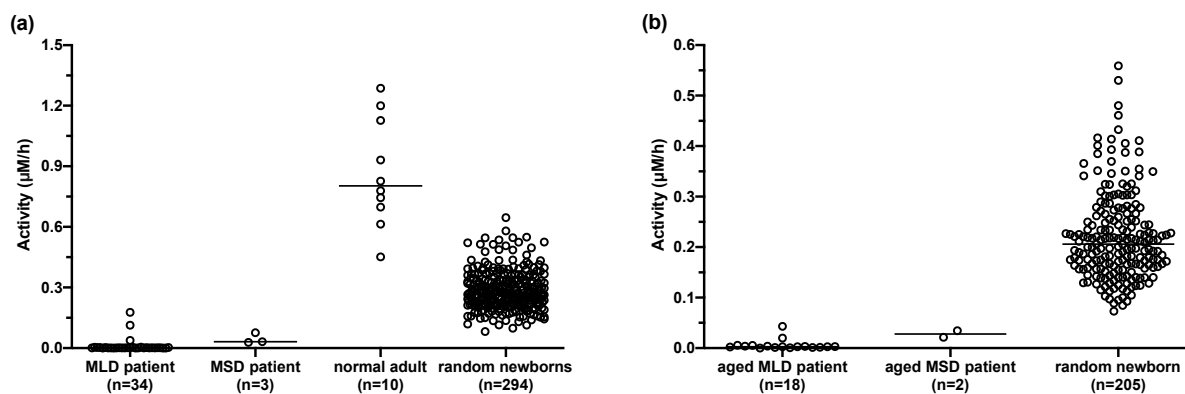 (a)
Activity (µM/h)
1.5
1.2
0.9
0.6
0.3
0.0
MLD patient
(n=34)
MSD patient
(n=3)
normal adult
(n=10)
random newborns
(n=294)
(b)
Activity (µM/h)
0.6
0.5
0.4
0.3
0.2
0.1
0.0
aged MLD patient
(n=18)
aged MSD patient
(n=2)
random newborn
(n=205)